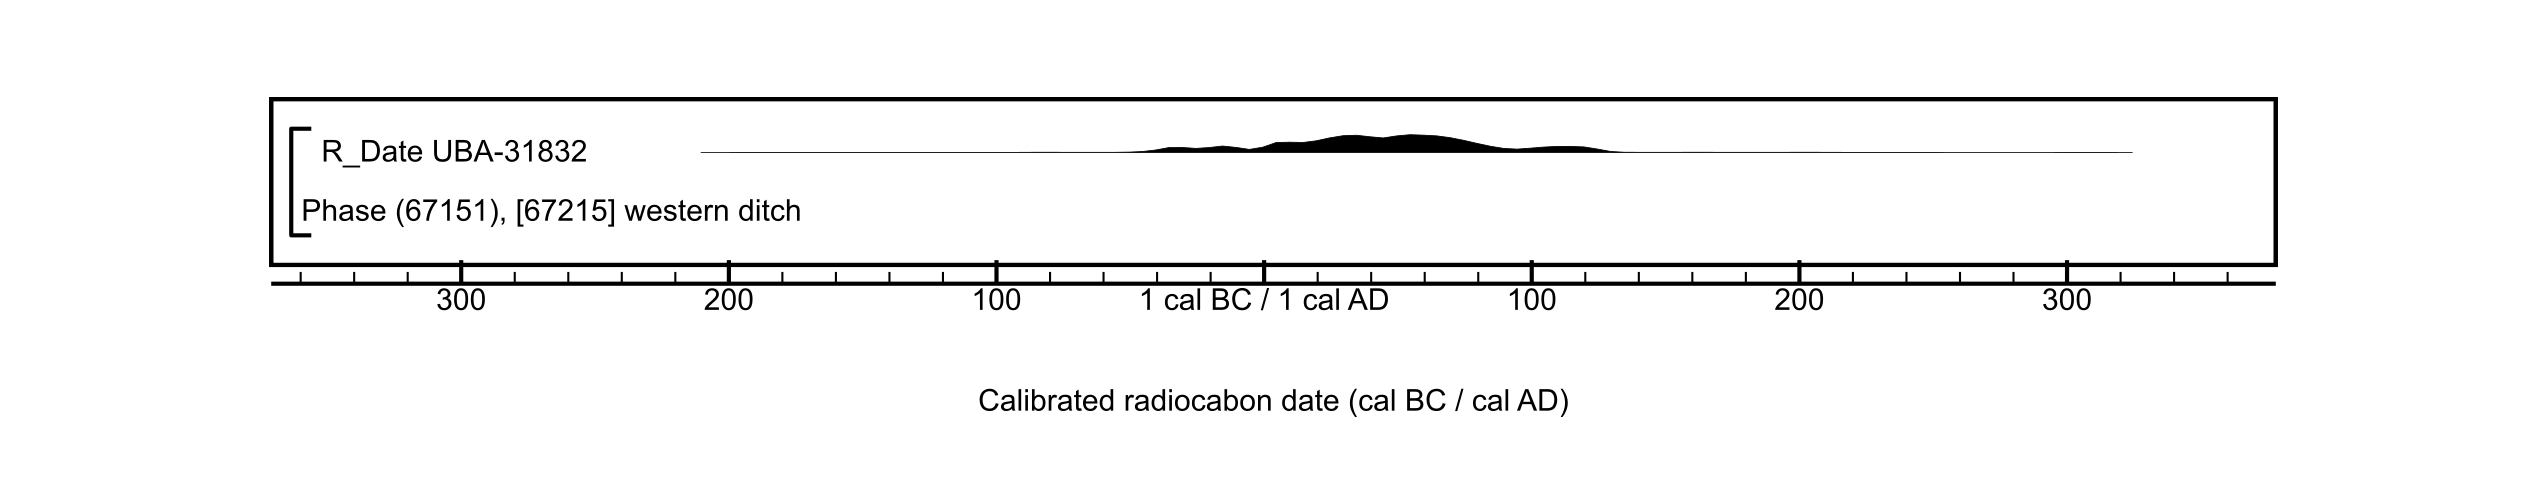 R_Date UBA-31832
Phase (67151), [67215] western ditch
300 200 100 1 cal BC / 1 cal AD 100 200 300
Calibrated radiocabon date (cal BC / cal AD)